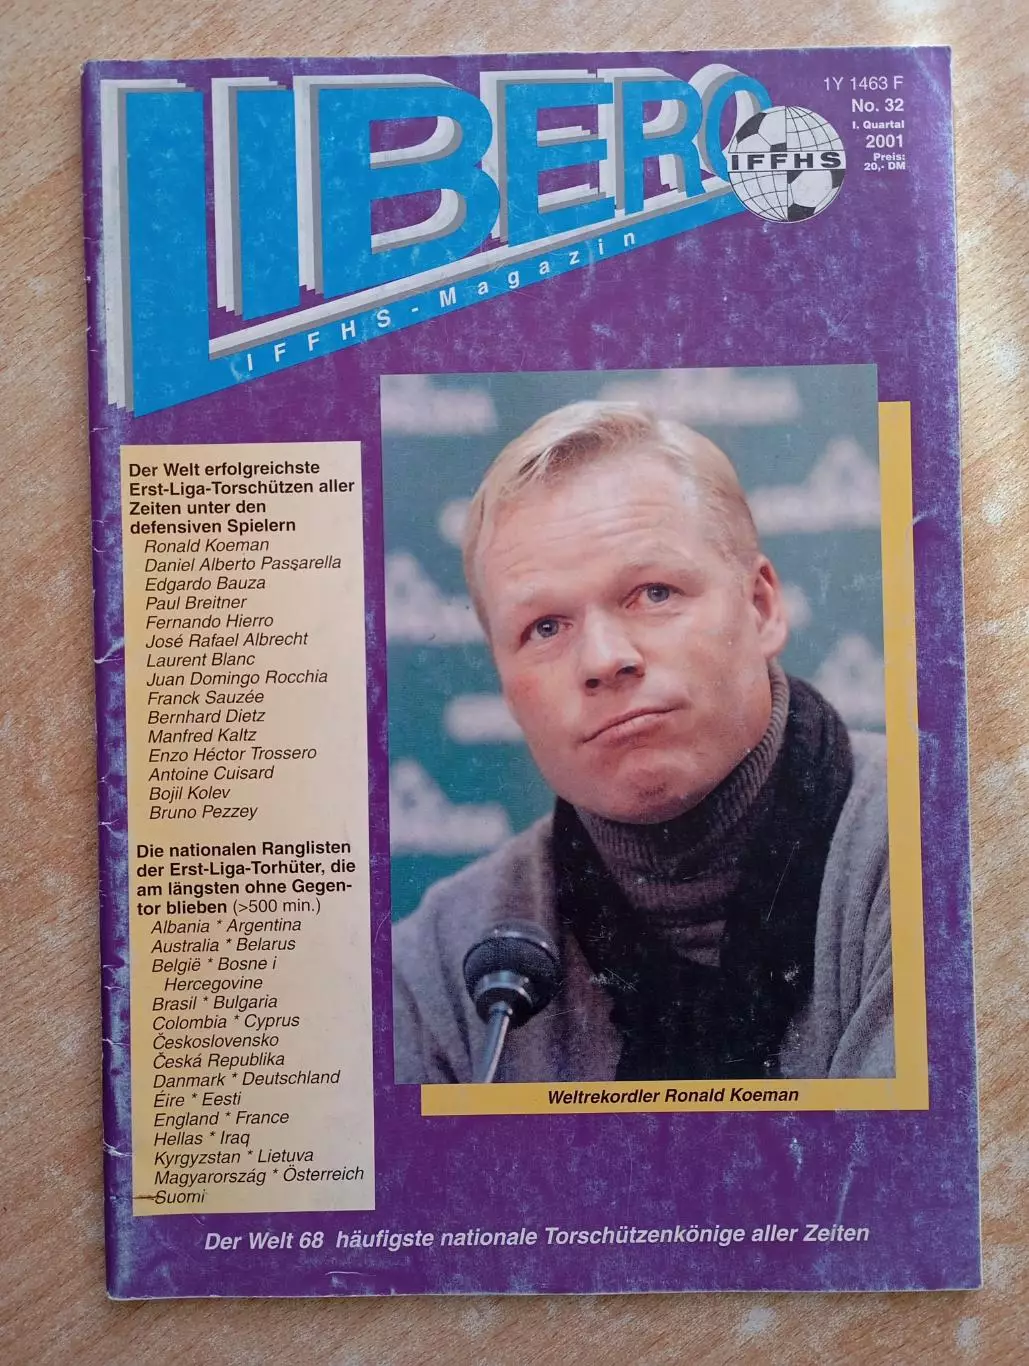 LIBERO
IFFHS-Magazin
1Y 1463 F
No. 32
I. Quartal
2001
Preis:
20,- DM
IFFHS
Der Welt erfolgreichste
Erst-Liga-Torschützen aller
Zeiten unter den
defensiven Spielern
Ronald Koeman
Daniel Alberto Passarella
Edgardo Bauza
Paul Breitner
Fernando Hierro
José Rafael Albrecht
Laurent Blanc
Juan Domingo Rocchia
Franck Sauzée
Bernhard Dietz
Manfred Kaltz
Enzo Héctor Trossero
Antoine Cuisard
Bojil Kolev
Bruno Pezzey
Die nationalen Ranglisten
der Erst-Liga-Torhüter, die
am längsten ohne Gegen-
tor blieben (>500 min.)
Albania * Argentina
Australia * Belarus
België * Bosne i
Hercegovine
Brasil * Bulgaria
Colombia * Cyprus
Československo
Česká Republika
Danmark * Deutschland
Éire * Eesti
England * France
Hellas * Iraq
Kyrgyzstan * Lietuva
Magyarország * Österreich
Suomi
Weltrekordler Ronald Koeman
Der Welt 68 häufigste nationale Torschützenkönige aller Zeiten